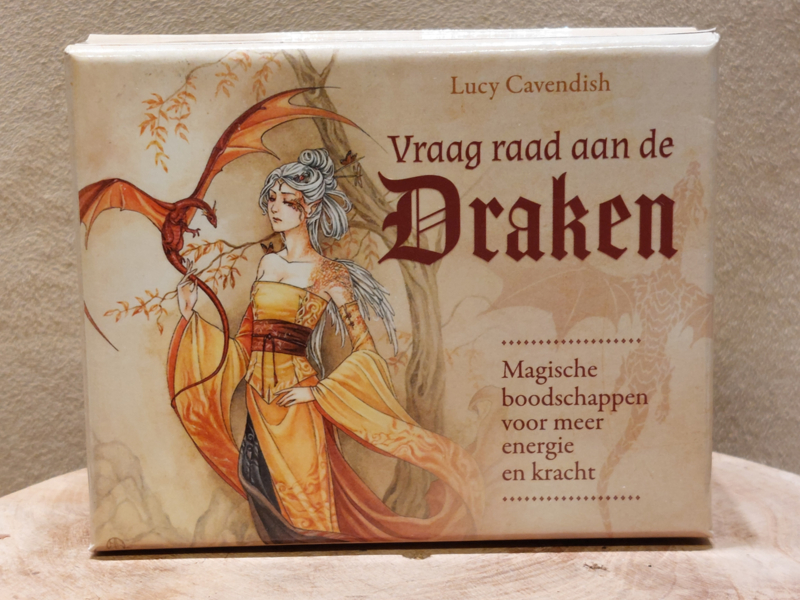 Lucy Cavendish
Vraag raad aan de
Draken
Magische
boodschappen
voor meer
energie
en kracht